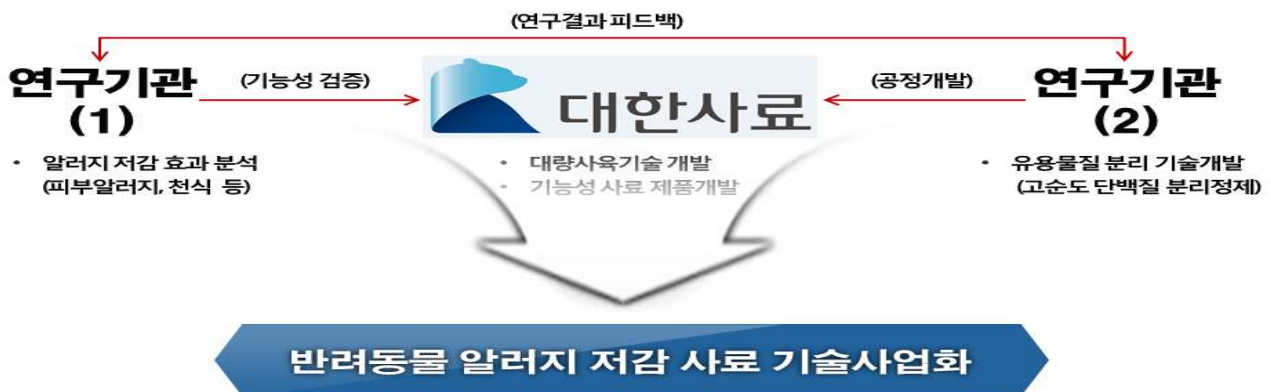 (연구결과 피드백)
연구기관
(1)
(기능성 검증)
대한사료
(공정개발)
연구기관
(2)
• 알러지 저감 효과 분석
(피부알러지, 천식 등)
• 대량사육기술 개발
• 기능성 사료 제품개발
• 유용물질 분리 기술개발
(고순도 단백질 분리정제)
반려동물 알러지 저감 사료 기술사업화